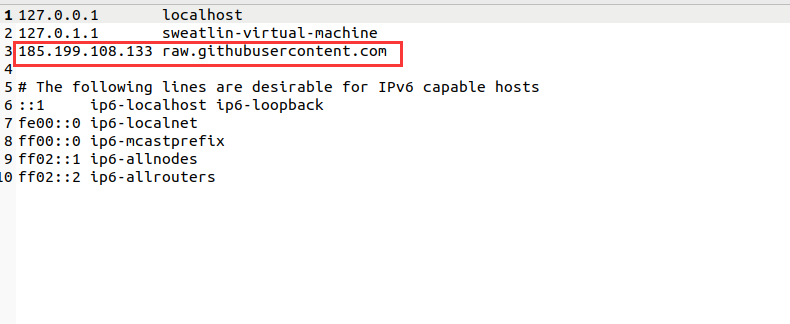 1 127.0.0.1 localhost
2 127.0.1.1 sweatlin-virtual-machine
3 185.199.108.133 raw.githubusercontent.com
4
5 # The following lines are desirable for IPv6 capable hosts
6 ::1 ip6-localhost ip6-loopback
7 fe00::0 ip6-localnet
8 ff00::0 ip6-mcastprefix
9 ff02::1 ip6-allnodes
10 ff02::2 ip6-allrouters